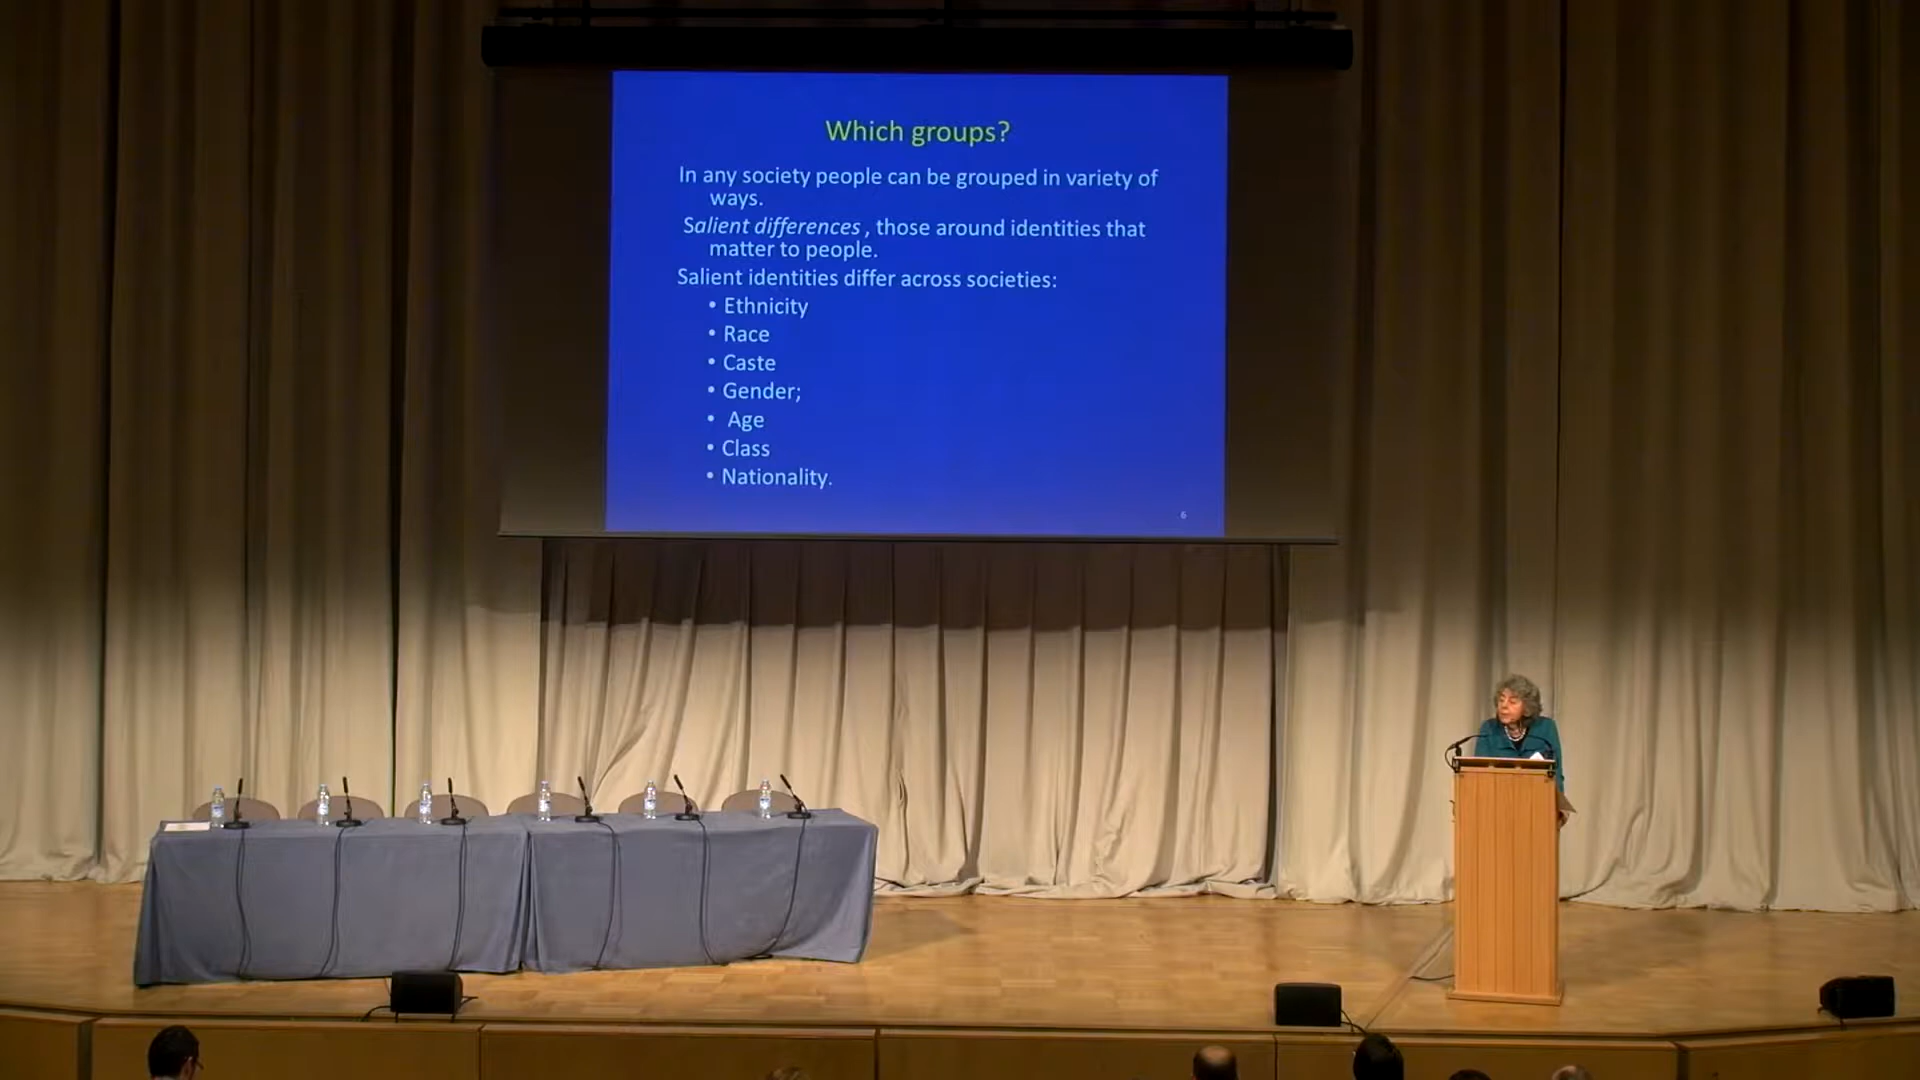 Which groups?
In any society people can be grouped in variety of
ways.
Salient differences , those around identities that
matter to people.
Salient identities differ across societies:
• Ethnicity
• Race
• Caste
• Gender;
• Age
• Class
• Nationality.
6